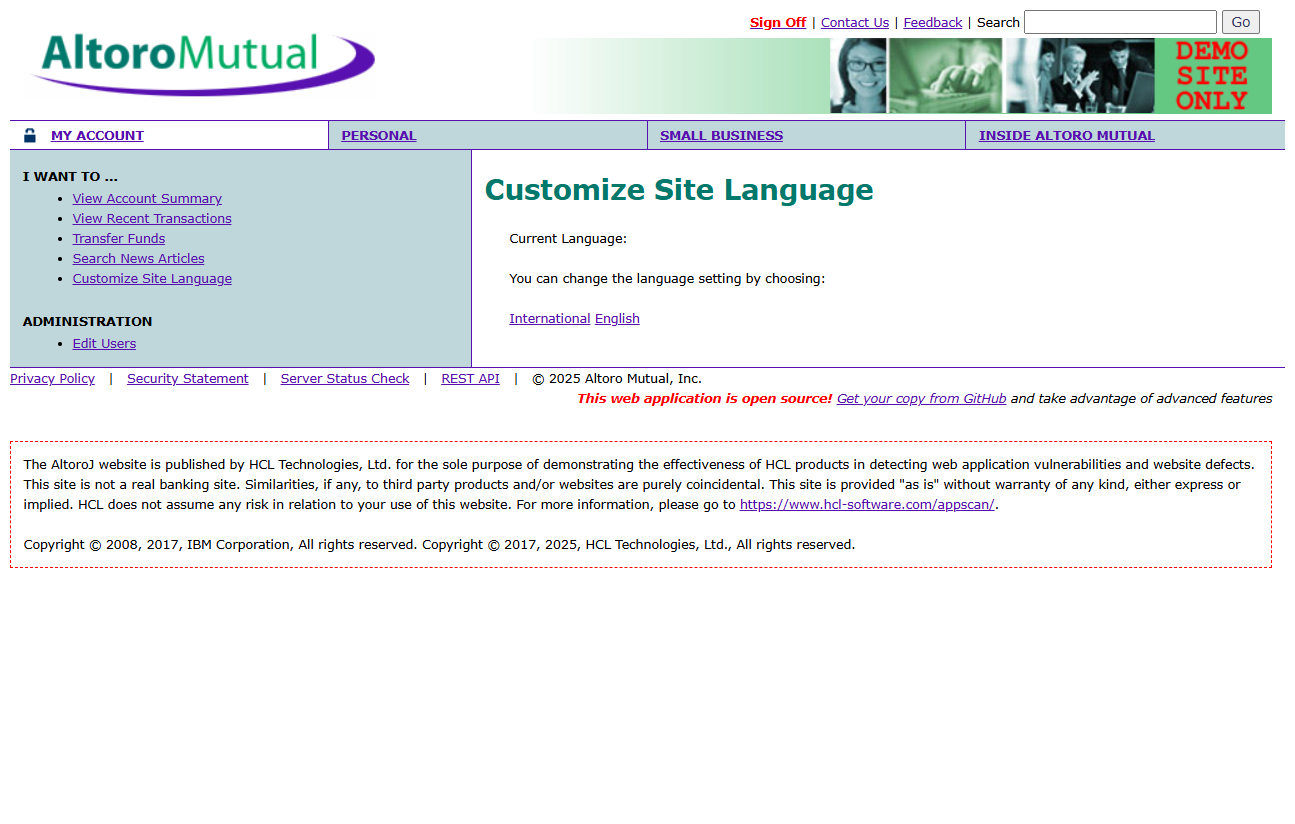 Sign Off | Contact Us | Feedback | Search Go
AltoroMutual
DEMO
SITE
ONLY
MY ACCOUNT PERSONAL SMALL BUSINESS INSIDE ALTORO MUTUAL
I WANT TO ...
• View Account Summary
• View Recent Transactions
• Transfer Funds
• Search News Articles
• Customize Site Language
ADMINISTRATION
• Edit Users
Customize Site Language
Current Language:
You can change the language setting by choosing:
International English
Privacy Policy | Security Statement | Server Status Check | REST API | © 2025 Altoro Mutual, Inc.
This web application is open source! Get your copy from GitHub and take advantage of advanced features
The AltoroJ website is published by HCL Technologies, Ltd. for the sole purpose of demonstrating the effectiveness of HCL products in detecting web application vulnerabilities and website defects.
This site is not a real banking site. Similarities, if any, to third party products and/or websites are purely coincidental. This site is provided "as is" without warranty of any kind, either express or
implied. HCL does not assume any risk in relation to your use of this website. For more information, please go to https://www.hcl-software.com/appscan/.
Copyright © 2008, 2017, IBM Corporation, All rights reserved. Copyright © 2017, 2025, HCL Technologies, Ltd., All rights reserved.